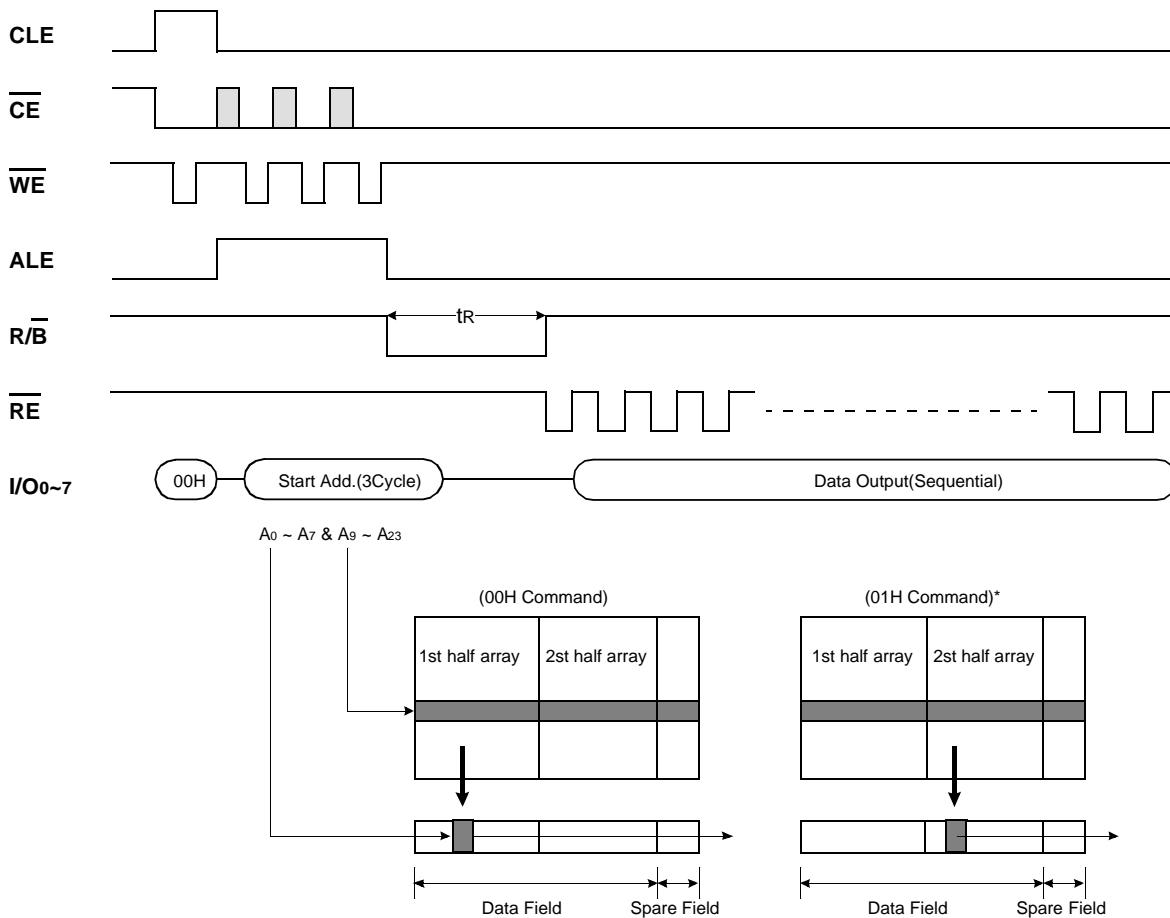 CLE
CE
WE
ALE
R/B
tR
RE
I/O0~7
00H
Start Add.(3Cycle)
Data Output(Sequential)
A0 ~ A7 & A9 ~ A23
(00H Command)
(01H Command)*
1st half array
2st half array
1st half array
2st half array
Data Field
Spare Field
Data Field
Spare Field